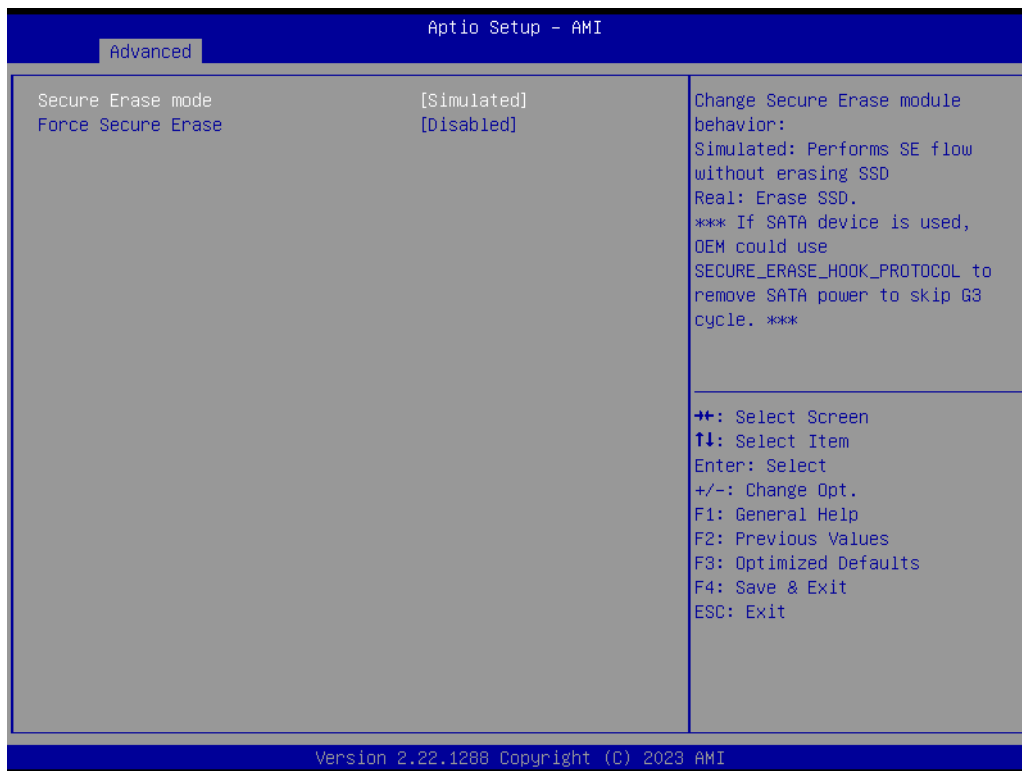 Aptio Setup – AMI
Advanced
Secure Erase mode [Simulated]
Force Secure Erase [Disabled]
Change Secure Erase module
behavior:
Simulated: Performs SE flow
without erasing SSD
Real: Erase SSD.
*** If SATA device is used,
OEM could use
SECURE_ERASE_HOOK_PROTOCOL to
remove SATA power to skip G3
cycle. ***
→←: Select Screen
↑↓: Select Item
Enter: Select
+/-: Change Opt.
F1: General Help
F2: Previous Values
F3: Optimized Defaults
F4: Save & Exit
ESC: Exit
Version 2.22.1288 Copyright (C) 2023 AMI